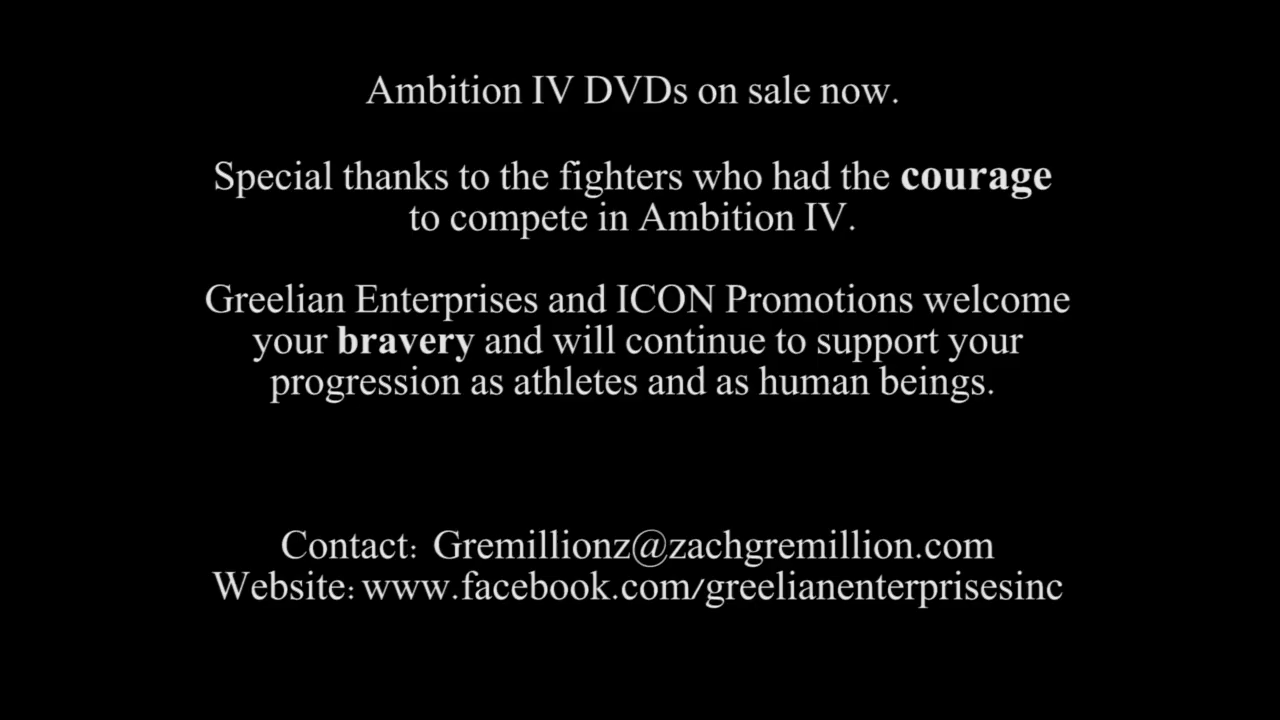 Ambition IV DVDs on sale now.
Special thanks to the fighters who had the courage
to compete in Ambition IV.
Greelian Enterprises and ICON Promotions welcome
your bravery and will continue to support your
progression as athletes and as human beings.
Contact: Gremillionz@zachgremillion.com
Website: www.facebook.com/greelianenterprisesinc